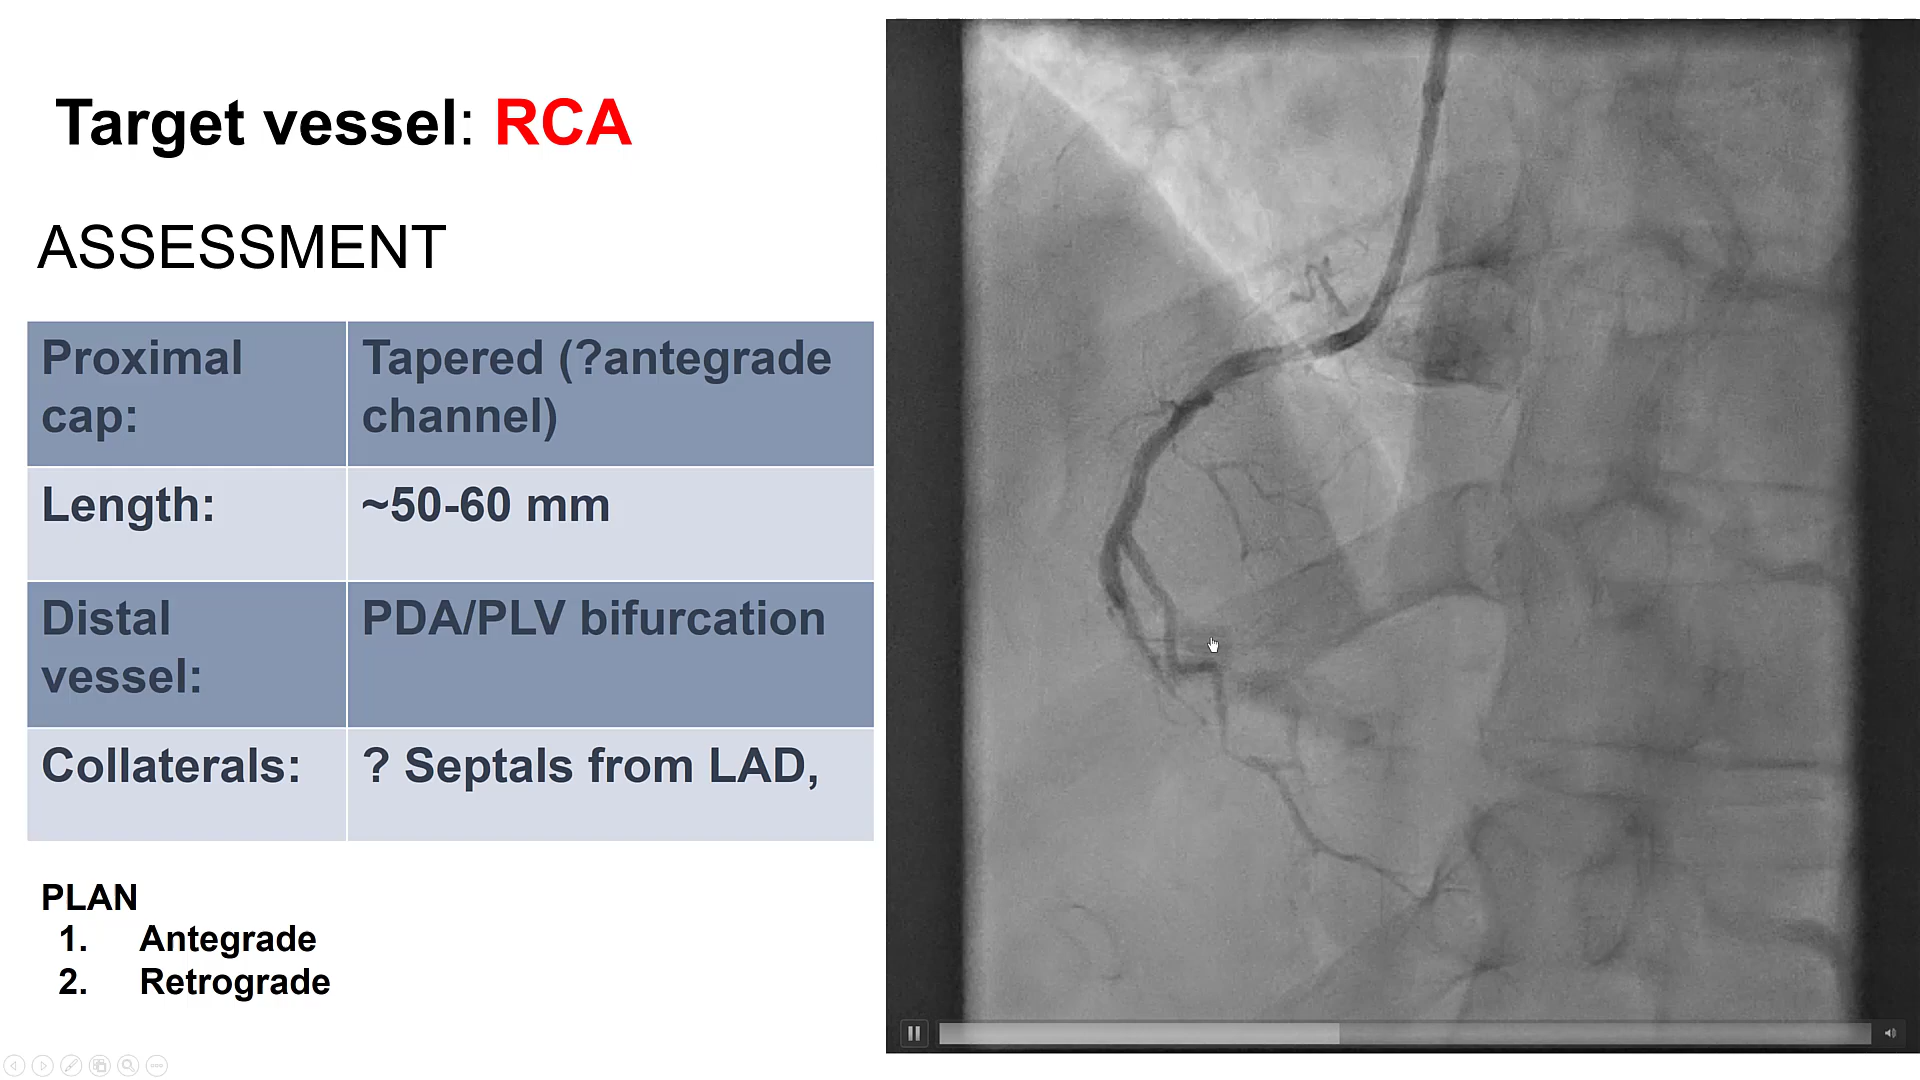 Target vessel: RCA
ASSESSMENT
Proximal
cap:
Tapered (?antegrade
channel)
Length:
~50-60 mm
Distal
vessel:
PDA/PLV bifurcation
Collaterals:
? Septals from LAD,
PLAN
1. Antegrade
2. Retrograde